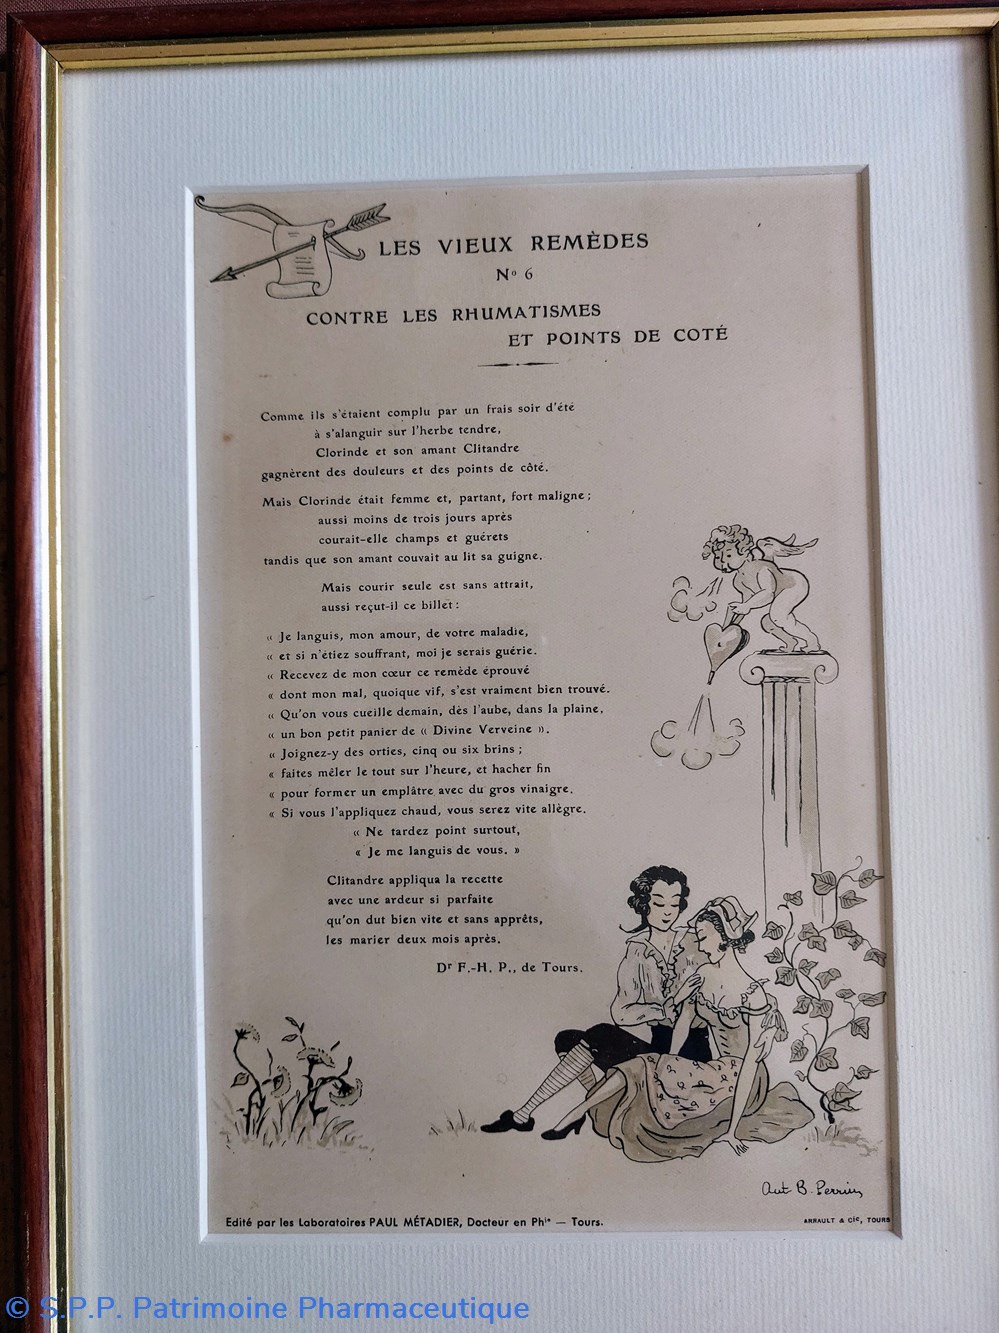 LES VIEUX REMÈDES
Nº 6
CONTRE LES RHUMATISMES
ET POINTS DE COTÉ
Comme ils s'étaient complu par un frais soir d'été
à s'alanguir sur l'herbe tendre,
Clorinde et son amant Clitandre
gagnèrent des douleurs et des points de côté.
Mais Clorinde était femme et, partant, fort maligne ;
aussi moins de trois jours après
courait-elle champs et guérets
tandis que son amant couvait au lit sa guigne.
Mais courir seule est sans attrait,
aussi reçut-il ce billet :
« Je languis, mon amour, de votre maladie,
« et si n'étiez souffrant, moi je serais guérie.
« Recevez de mon cœur ce remède éprouvé
« dont mon mal, quoique vif, s'est vraiment bien trouvé.
« Qu'on vous cueille demain, dès l'aube, dans la plaine,
« un bon petit panier de « Divine Verveine ».
« Joignez-y des orties, cinq ou six brins ;
« faites mêler le tout sur l'heure, et hacher fin
« pour former un emplâtre avec du gros vinaigre.
« Si vous l'appliquez chaud, vous serez vite allègre.
« Ne tardez point surtout,
« Je me languis de vous. »
Clitandre appliqua la recette
avec une ardeur si parfaite
qu'on dut bien vite et sans apprêts,
les marier deux mois après.
Dr F.-H. P., de Tours.
Aut B. Perrin
Edité par les Laboratoires PAUL MÉTADIER, Docteur en Phie — Tours.
ARRAULT & Cie, TOURS
© S.P.P. Patrimoine Pharmaceutique